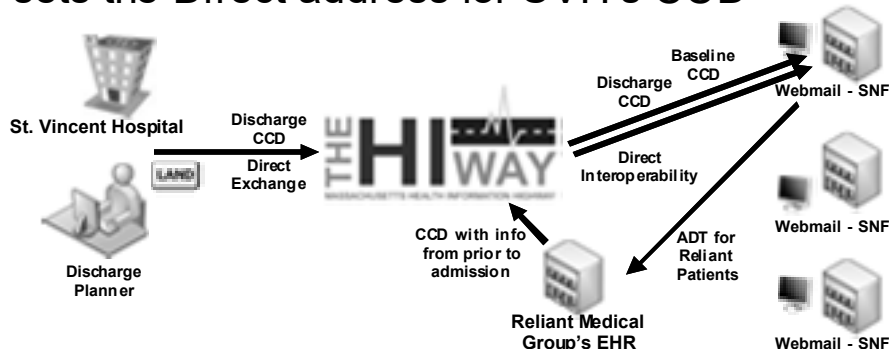 sets the Direct address for SVH's CCD
St. Vincent Hospital
LAND
Discharge
Planner
Discharge
CCD
Direct
Exchange
THE
HI
WAY
MASSACHUSETTS HEALTH INFORMATION HIGHWAY
Baseline
CCD
Discharge
CCD
Direct
Interoperability
CCD with info
from prior to
admission
ADT for
Reliant
Patients
Reliant Medical
Group's EHR
Webmail - SNF
Webmail - SNF
Webmail - SNF